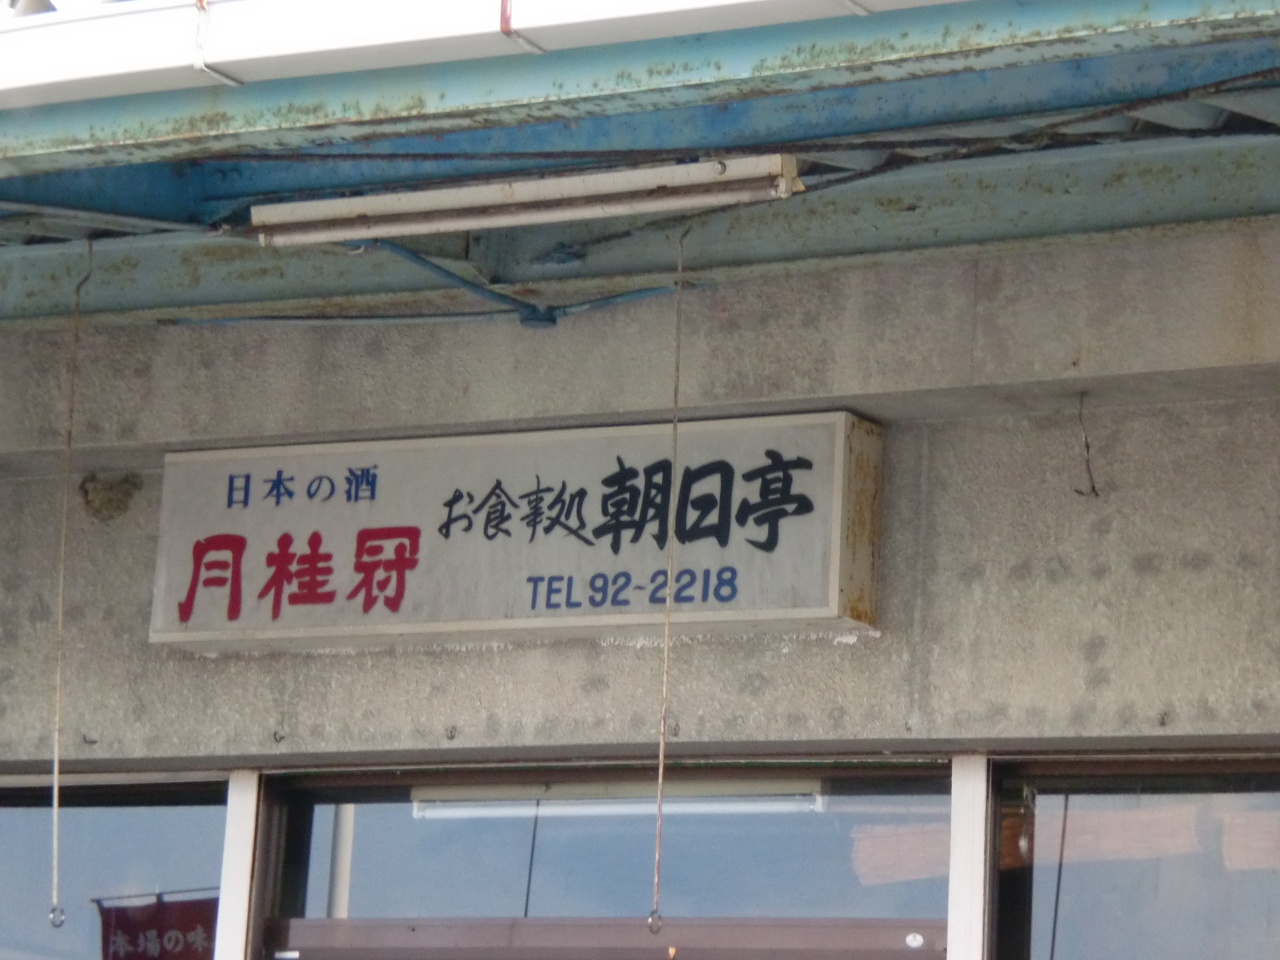 日本の酒
月桂冠
お食事処 朝日亭
TEL 92-2218
本場の味